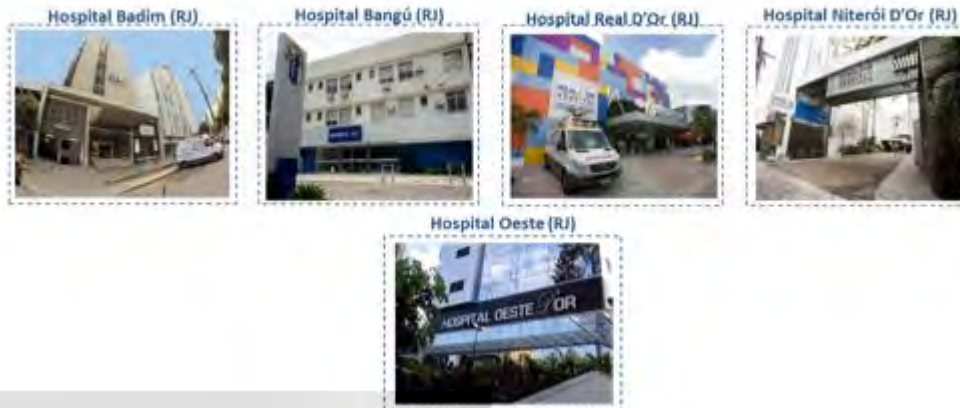 Hospital Badim (RJ)
Hospital Bangú (RJ)
Hospital Real D'Or (RJ)
Hospital Niterói D'Or (RJ)
Hospital Oeste (RJ)
HOSPITAL OESTE D'OR